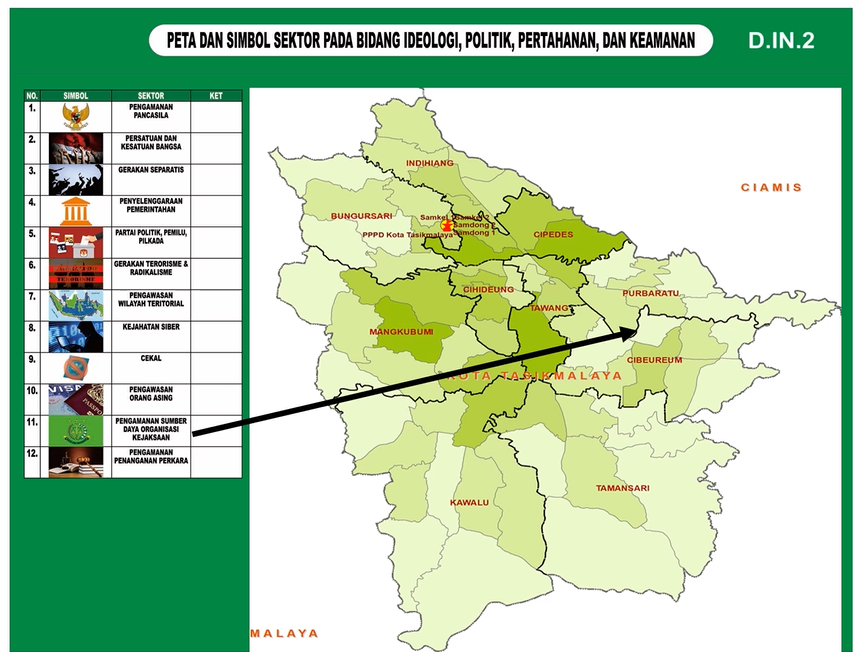 PETA DAN SIMBOL SEKTOR PADA BIDANG IDEOLOGI, POLITIK, PERTAHANAN, DAN KEAMANAN
D.IN.2
NO. SIMBOL SEKTOR KET
1. PENGAMANAN
PANCASILA
2. PERSATUAN DAN
KESATUAN BANGSA
3. GERAKAN SEPARATIS
4. PENYELENGGARAAN
PEMERINTAHAN
5. PARTAI POLITIK, PEMILU,
PILKADA
6. GERAKAN TERORISME &
RADIKALISME
7. PENGAWASAN
WILAYAH TERITORIAL
8. KEJAHATAN SIBER
9. CEKAL
10. PENGAWASAN
ORANG ASING
VISA
11. PENGAMANAN SUMBER
DAYA ORGANISASI
KEJAKSAAN
12. PENGAMANAN
PENANGANAN PERKARA
INDIHIANG
CIAMIS
BUNGURSARI
Samdong 1
PPPD Kota Tasikmalaya
CIPEDES
CIHIDEUNG
PURBARATU
TAWANG
MANGKUBUMI
CIBEUREUM
KOTA TASIKMALAYA
KAWALU
TAMANSARI
MALAYA